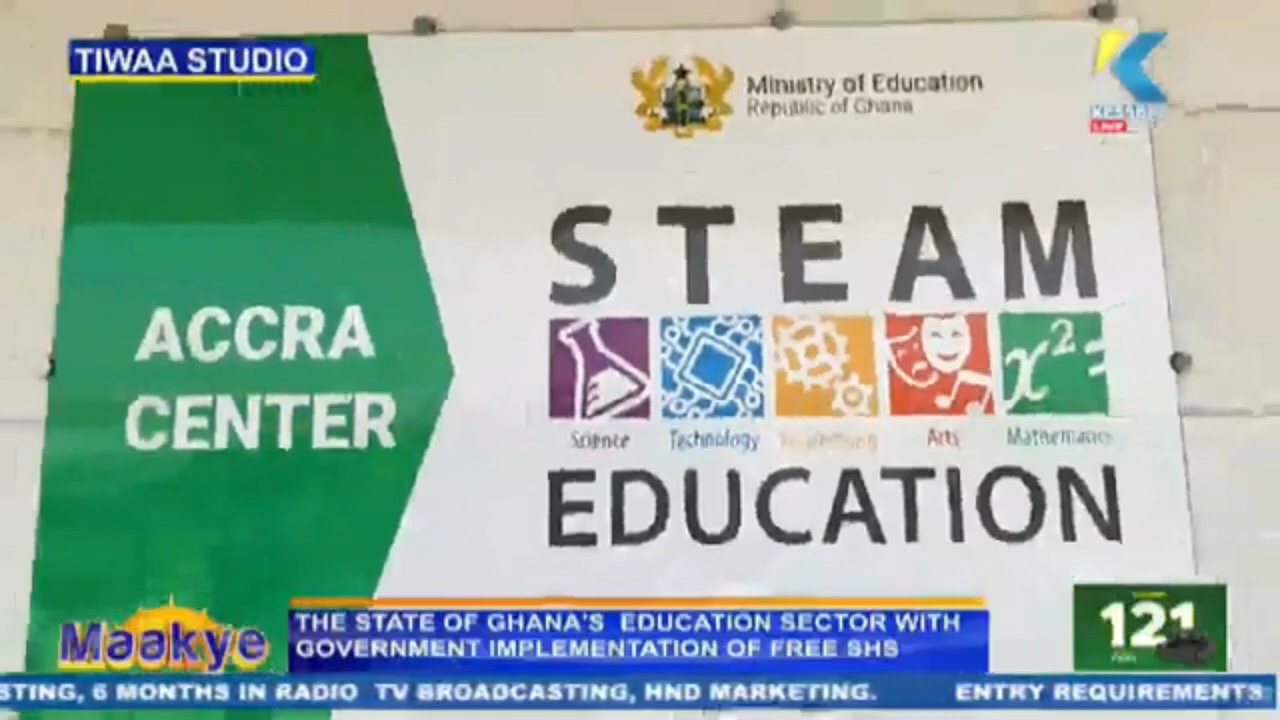 TIWAA STUDIO
Ministry of Education
Republic of Ghana
STEAM
Science Technology Arts Mathematics
EDUCATION
ACCRA
CENTER
Maakye
THE STATE OF GHANA'S EDUCATION SECTOR WITH
GOVERNMENT IMPLEMENTATION OF FREE SHS
121
STING, 6 MONTHS IN RADIO TV BROADCASTING, HND MARKETING. ENTRY REQUIREMENTS